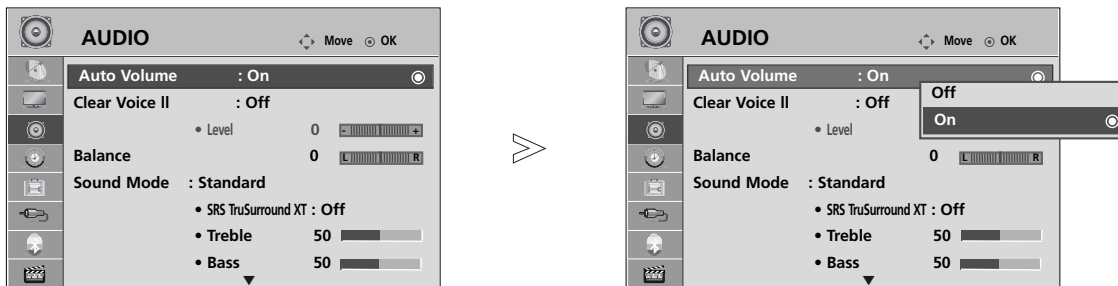 AUDIO
Move OK
Auto Volume : On
Clear Voice ll : Off
• Level 0 - +
Balance 0 L R
Sound Mode : Standard
• SRS TruSurround XT : Off
• Treble 50
• Bass 50
AUDIO
Move OK
Auto Volume : On
Off
On
Clear Voice ll : Off
• Level
Balance 0 L R
Sound Mode : Standard
• SRS TruSurround XT : Off
• Treble 50
• Bass 50